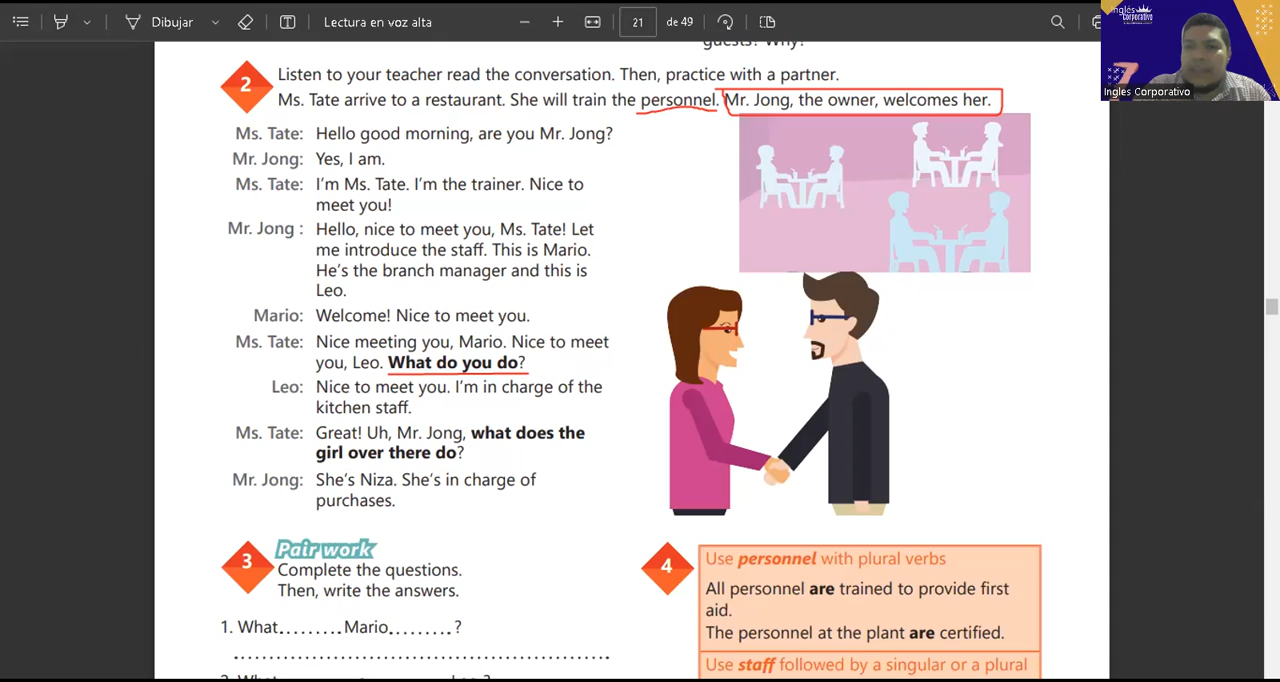 Dibujar
Lectura en voz alta
21
de 49
Inglés
Corporativo
Ingles Corporativo
guests? Why?
2
Listen to your teacher read the conversation. Then, practice with a partner.
Ms. Tate arrive to a restaurant. She will train the personnel. Mr. Jong, the owner, welcomes her.
Ms. Tate: Hello good morning, are you Mr. Jong?
Mr. Jong: Yes, I am.
Ms. Tate: I'm Ms. Tate. I'm the trainer. Nice to
meet you!
Mr. Jong : Hello, nice to meet you, Ms. Tate! Let
me introduce the staff. This is Mario.
He's the branch manager and this is
Leo.
Mario: Welcome! Nice to meet you.
Ms. Tate: Nice meeting you, Mario. Nice to meet
you, Leo. What do you do?
Leo: Nice to meet you. I'm in charge of the
kitchen staff.
Ms. Tate: Great! Uh, Mr. Jong, what does the
girl over there do?
Mr. Jong: She's Niza. She's in charge of
purchases.
3
Pair work
Complete the questions.
Then, write the answers.
1. What.........Mario.........?
4
Use personnel with plural verbs
All personnel are trained to provide first
aid.
The personnel at the plant are certified.
Use staff followed by a singular or a plural